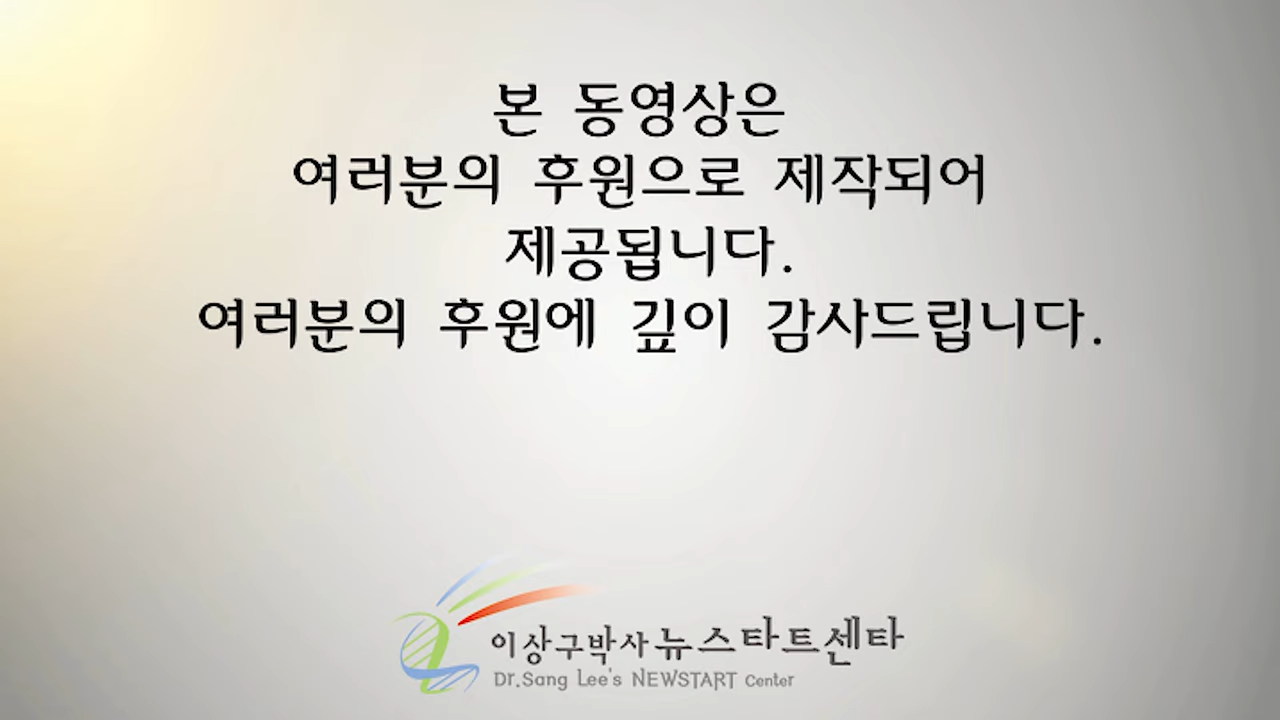 본 동영상은
여러분의 후원으로 제작되어
제공됩니다.
여러분의 후원에 깊이 감사드립니다.
이상구박사 뉴스타트센타
Dr.Sang Lee's NEWSTART Center